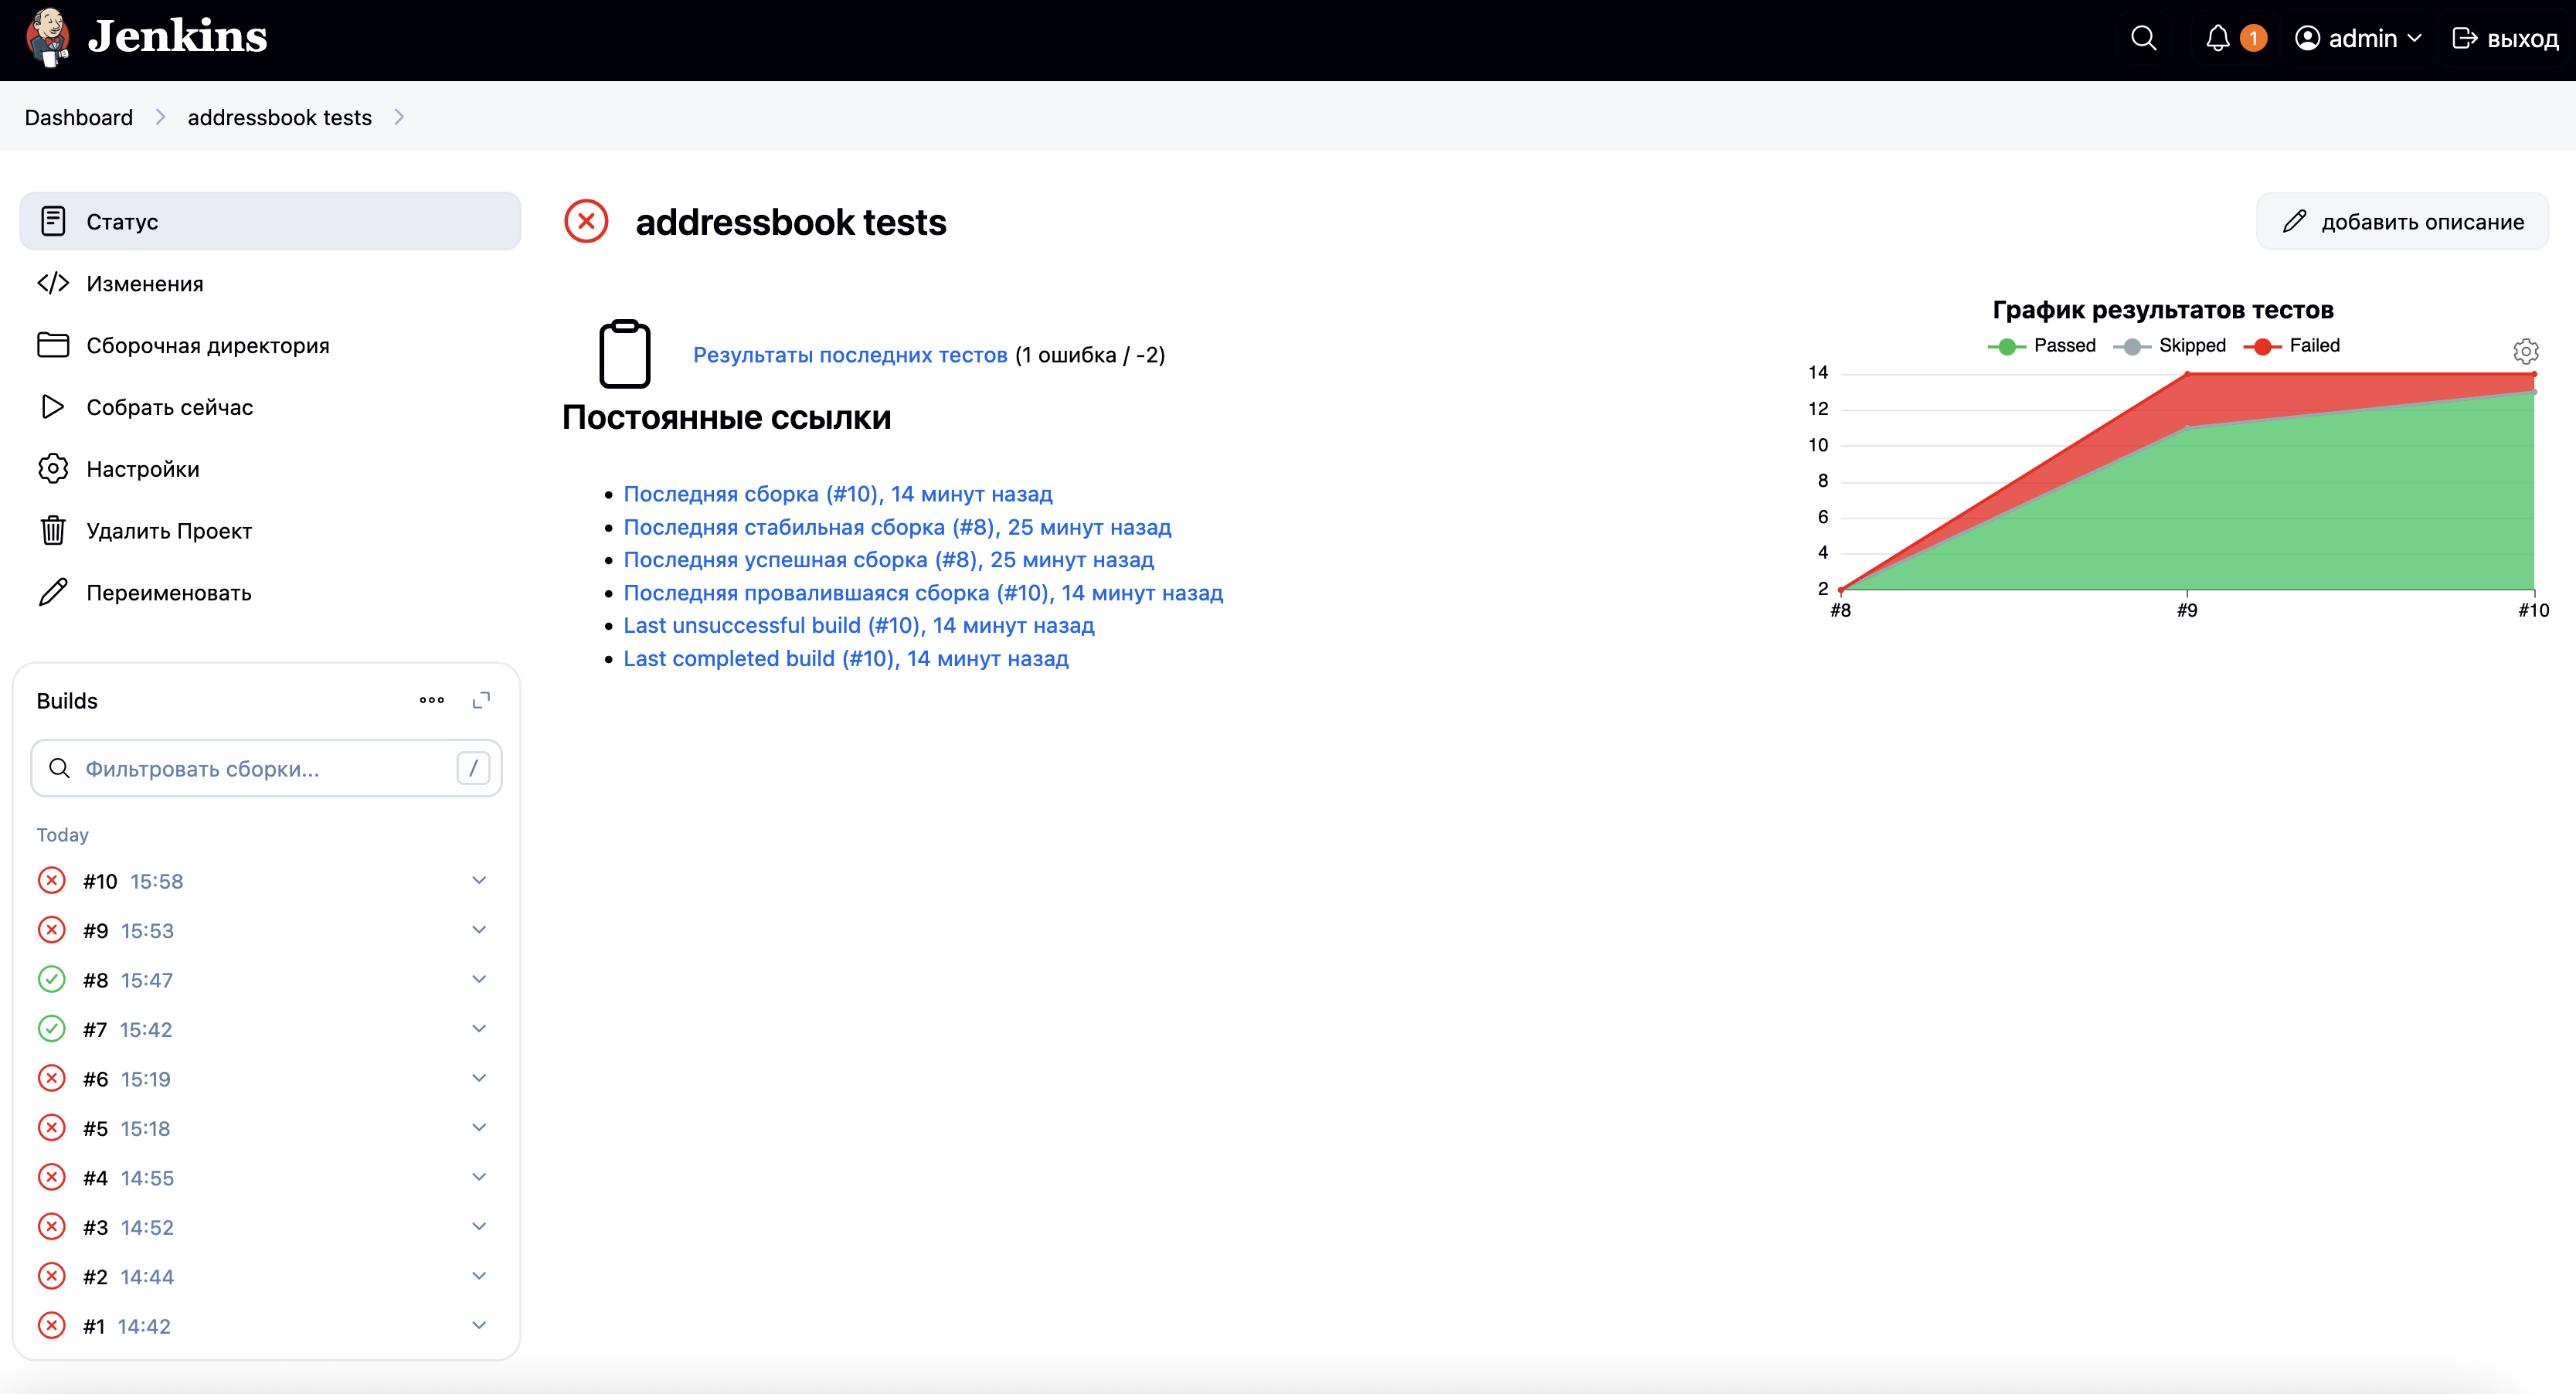 Jenkins
1
admin
выход
Dashboard
addressbook tests
Статус
Изменения
Сборочная директория
Собрать сейчас
Настройки
Удалить Проект
Переименовать
Builds
Фильтровать сборки...
/
Today
#10 15:58
#9 15:53
#8 15:47
#7 15:42
#6 15:19
#5 15:18
#4 14:55
#3 14:52
#2 14:44
#1 14:42
addressbook tests
добавить описание
Результаты последних тестов (1 ошибка / -2)
Постоянные ссылки
Последняя сборка (#10), 14 минут назад
Последняя стабильная сборка (#8), 25 минут назад
Последняя успешная сборка (#8), 25 минут назад
Последняя провалившаяся сборка (#10), 14 минут назад
Last unsuccessful build (#10), 14 минут назад
Last completed build (#10), 14 минут назад
График результатов тестов
Passed Skipped Failed
14
12
10
8
6
4
2
#8 #9 #10